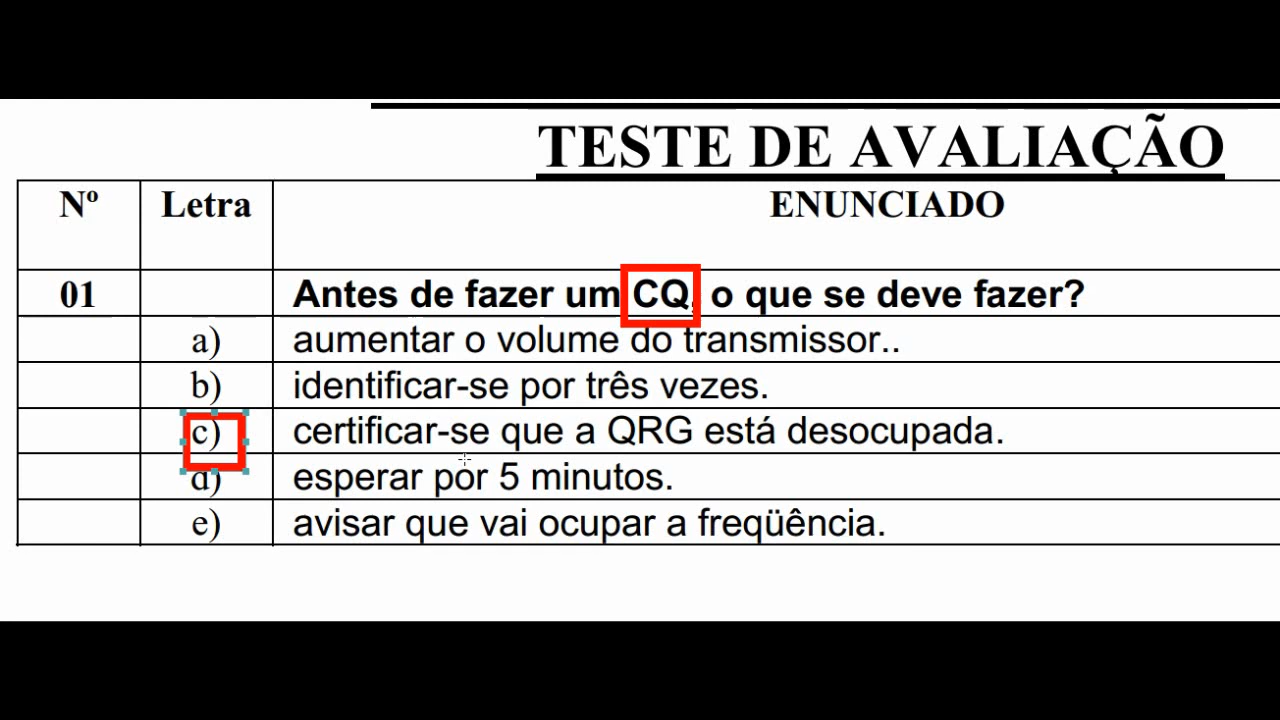 TESTE DE AVALIAÇÃO
Nº Letra ENUNCIADO
01 Antes de fazer um CQ, o que se deve fazer?
a) aumentar o volume do transmissor..
b) identificar-se por três vezes.
c) certificar-se que a QRG está desocupada.
d) esperar por 5 minutos.
e) avisar que vai ocupar a freqüência.